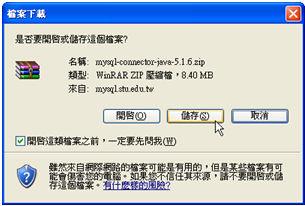 檔案下載
是否要開啟或儲存這個檔案?
名稱: mysql-connector-java-5.1.6.zip
類型: WinRAR ZIP 壓縮檔, 8.40 MB
來自: mysql.stu.edu.tw
開啟(O) 儲存(S) 取消
開啟這類檔案之前,一定要先問我(W)
雖然來自網際網路的檔案可能是有用的,但是某些檔案有可
能會傷害您的電腦。如果您不信任其來源,請不要開啟或儲
存這個檔案。有什麼樣的風險?